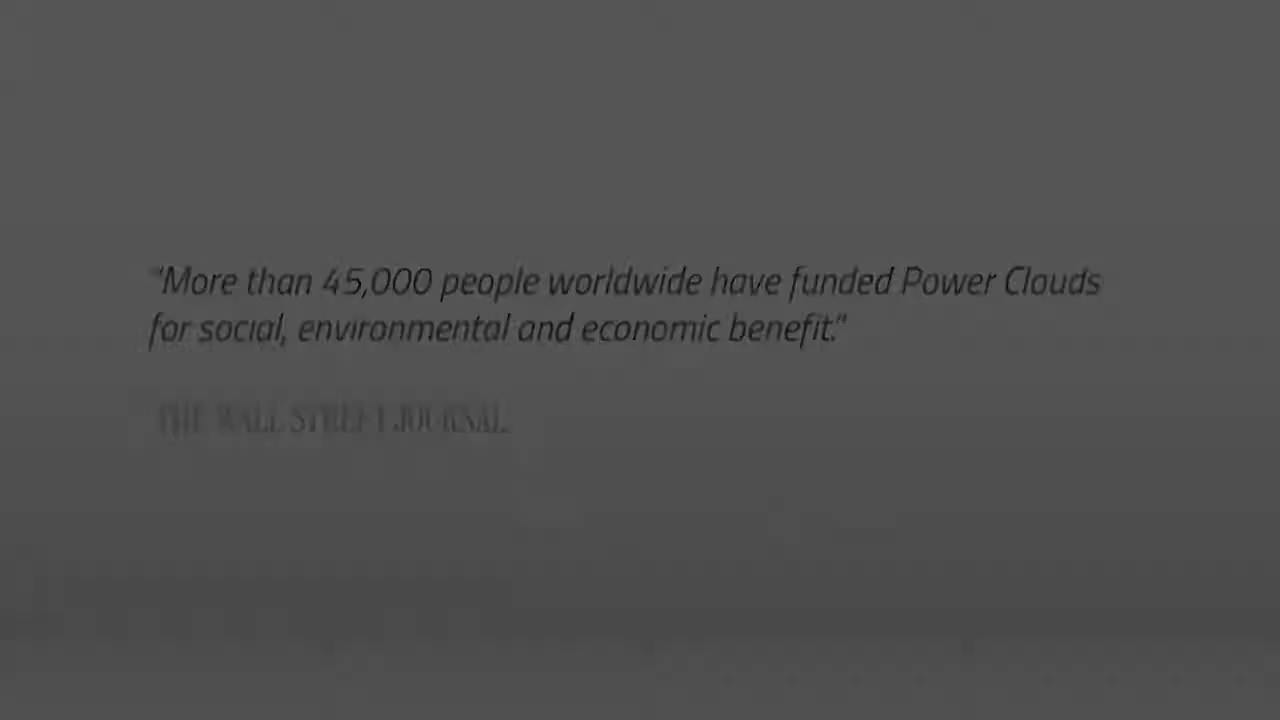 "More than 45,000 people worldwide have funded Power Clouds
for social, environmental and economic benefit."
THE WALL STREET JOURNAL.